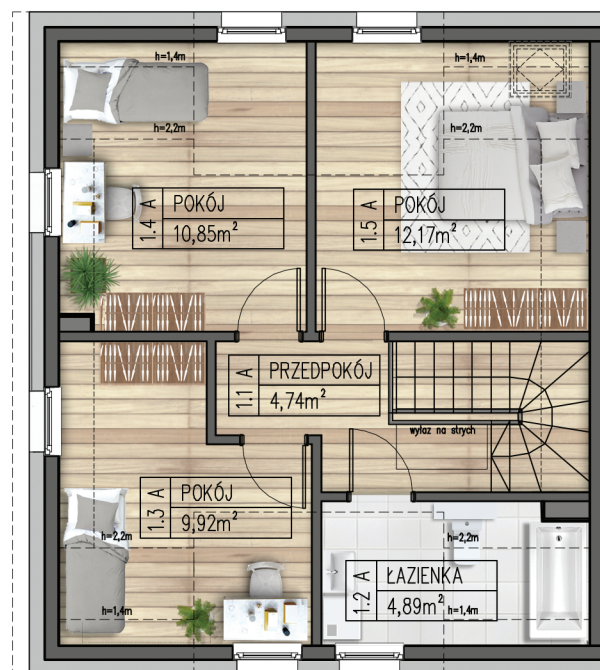 h=1,4m
h=1,4m
h=2,2m
h=2,2m
1.4 A
POKÓJ
10,85m²
1.5 A
POKÓJ
12,17m²
1.1 A
PRZEDPOKÓJ
4,74m²
wyłaz na strych
1.3 A
POKÓJ
9,92m²
h=2,2m
h=2,2m
1.2 A
ŁAZIENKA
4,89m²
h=1,4m
h=1,4m